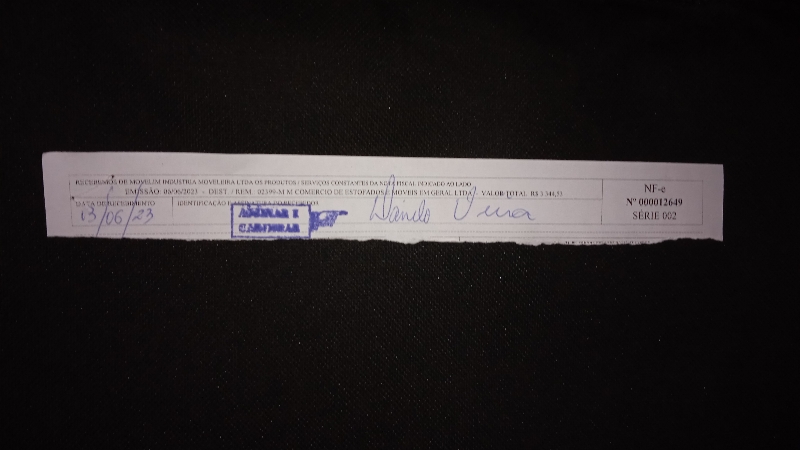 RECEBEMOS DE MOVELIM INDUSTRIA MOVELEIRA LTDA OS PRODUTOS / SERVIÇOS CONSTANTES DA NOTA FISCAL INDICADO AO LADO
EMISSÃO: 06/06/2023 - DEST. / REM.: 02399-M M COMERCIO DE ESTOFADOS E MOVEIS EM GERAL LTDA VALOR TOTAL: R$
DATA DE RECEBIMENTO
IDENTIFICAÇÃO E ASSINATURA DO RECEBEDOR
13/06/23
ASSINAR E
CARIMBAR
Danilo
NF-e
Nº 000012649
SÉRIE 002